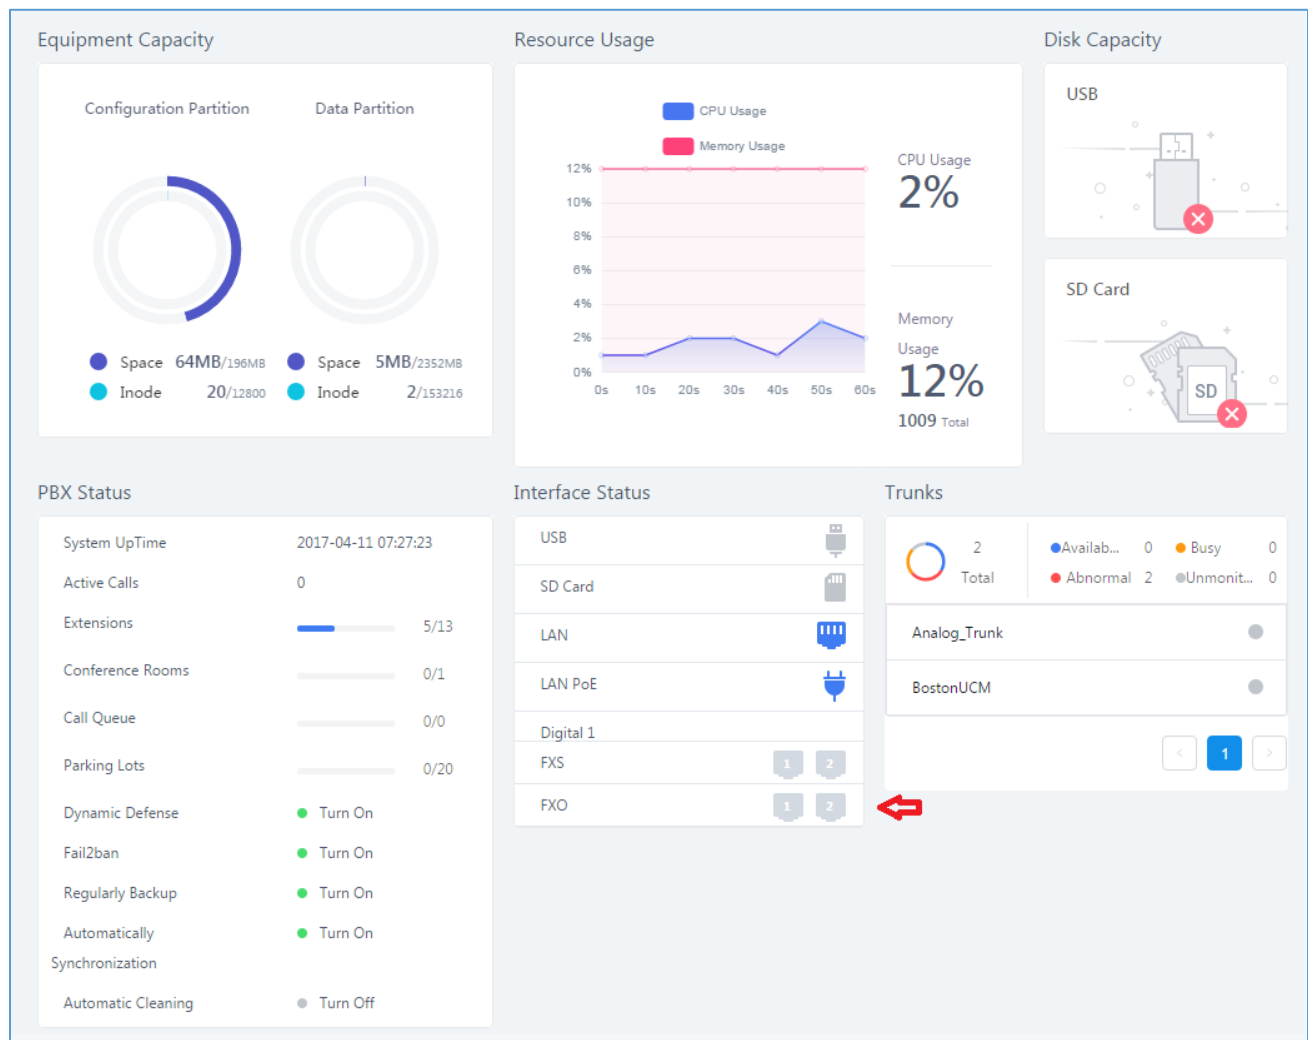 Equipment Capacity
Configuration Partition
Data Partition
Space 64MB/196MB
Inode 20/12800
Space 5MB/2352MB
Inode 2/153216
Resource Usage
CPU Usage
Memory Usage
12%
10%
8%
6%
4%
2%
0%
0s 10s 20s 30s 40s 50s 60s
CPU Usage
2%
Memory
Usage
12%
1009 Total
Disk Capacity
USB
SD Card
SD
PBX Status
System UpTime 2017-04-11 07:27:23
Active Calls 0
Extensions 5/13
Conference Rooms 0/1
Call Queue 0/0
Parking Lots 0/20
Dynamic Defense Turn On
Fail2ban Turn On
Regularly Backup Turn On
Automatically Turn On
Synchronization
Automatic Cleaning Turn Off
Interface Status
USB
SD Card
LAN
LAN PoE
Digital 1
FXS 1 2
FXO 1 2
Trunks
2
Total
Availab... 0 Busy 0
Abnormal 2 Unmonit... 0
Analog_Trunk
BostonUCM
< 1 >